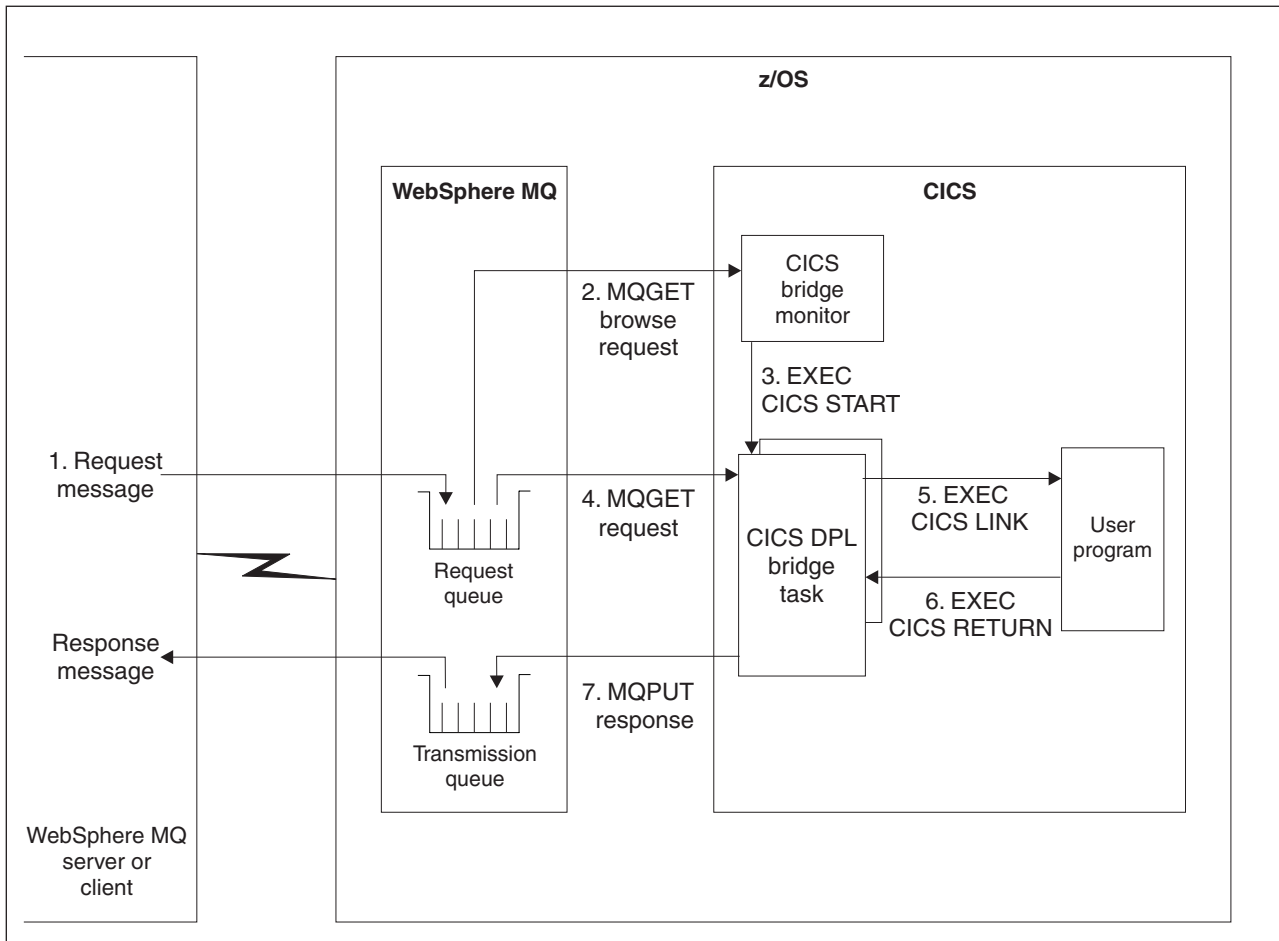 z/OS
WebSphere MQ
CICS
CICS
bridge
monitor
2. MQGET
browse
request
3. EXEC
CICS START
1. Request
message
4. MQGET
request
5. EXEC
CICS LINK
User
program
CICS DPL
bridge
task
Request
queue
6. EXEC
CICS RETURN
Response
message
7. MQPUT
response
Transmission
queue
WebSphere MQ
server or
client